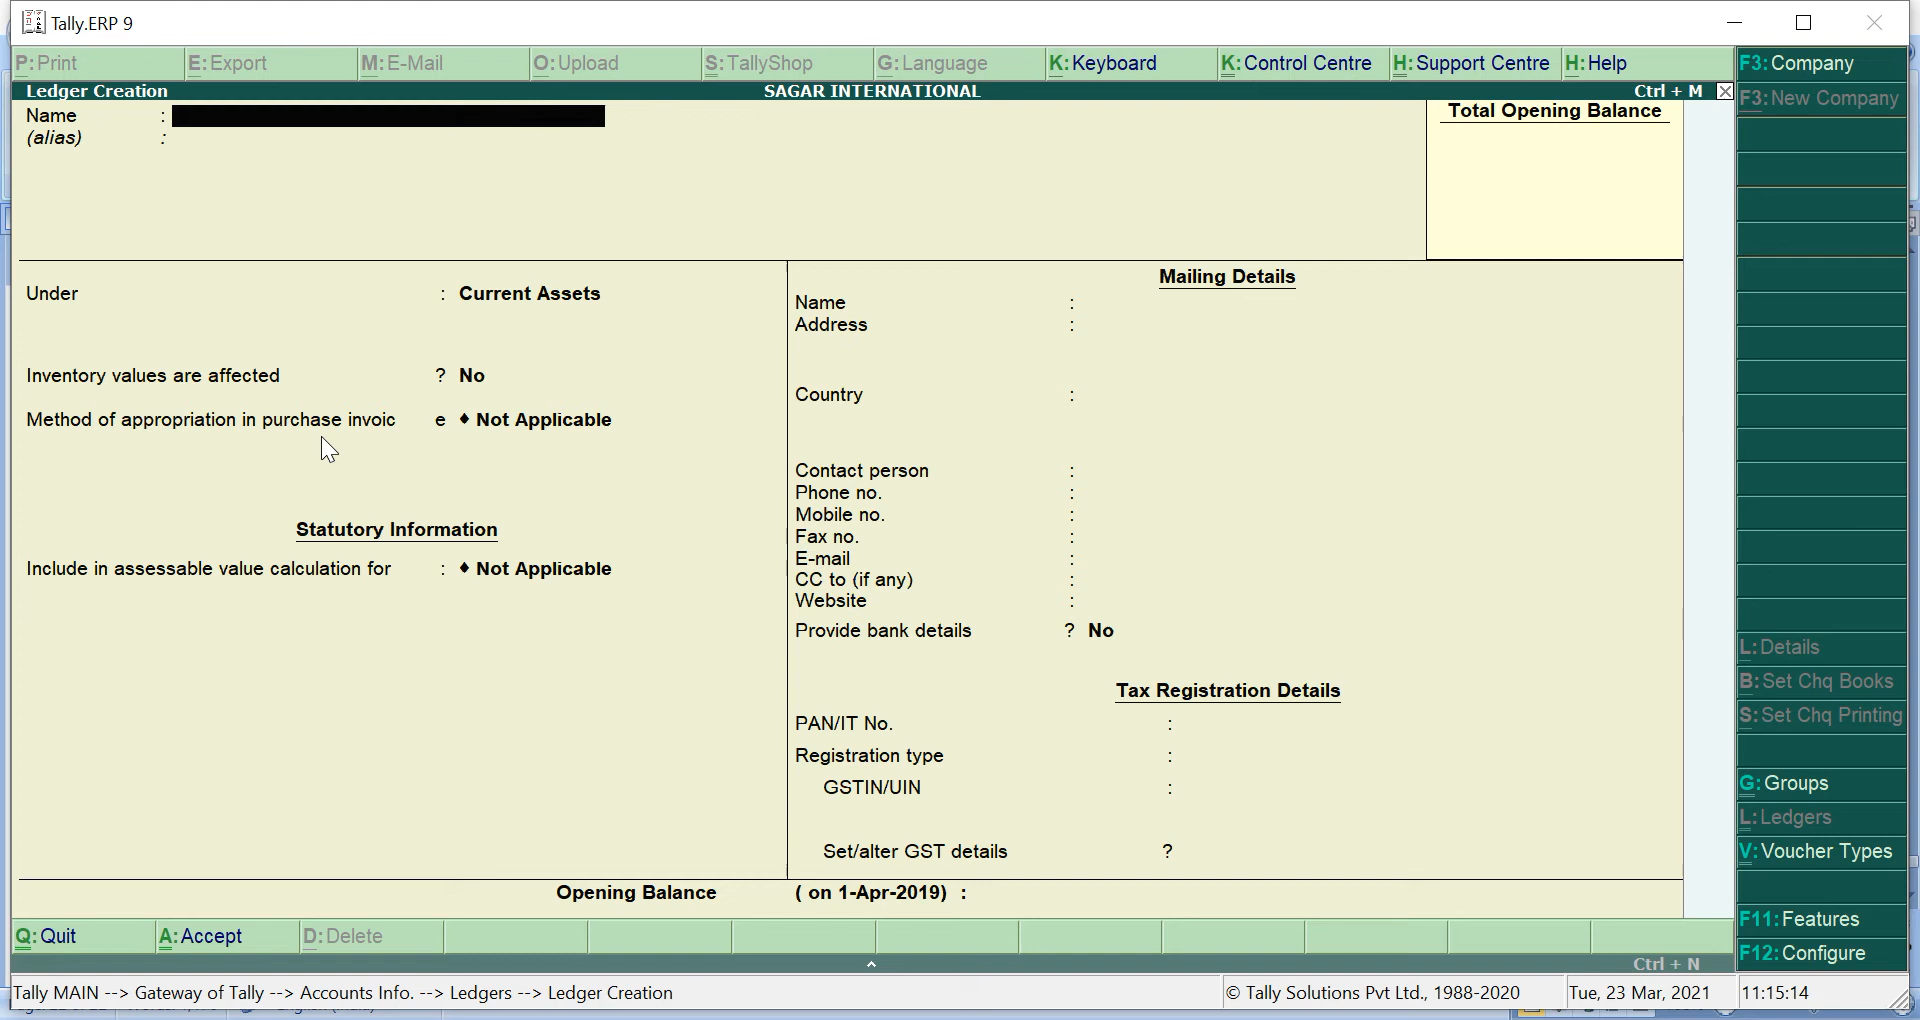 Tally.ERP 9
P: Print E: Export M: E-Mail O: Upload S: TallyShop G: Language K: Keyboard K: Control Centre H: Support Centre H: Help
F3: Company
Ledger Creation SAGAR INTERNATIONAL Ctrl + M
F3: New Company
Name :
(alias) :
Total Opening Balance
Under : Current Assets
Inventory values are affected ? No
Method of appropriation in purchase invoic e ♦ Not Applicable
Statutory Information
Include in assessable value calculation for : ♦ Not Applicable
Mailing Details
Name :
Address :
Country :
Contact person :
Phone no. :
Mobile no. :
Fax no. :
E-mail :
CC to (if any) :
Website :
Provide bank details ? No
Tax Registration Details
PAN/IT No. :
Registration type :
GSTIN/UIN :
Set/alter GST details ?
Opening Balance ( on 1-Apr-2019) :
L: Details
B: Set Chq Books
S: Set Chq Printing
G: Groups
L: Ledgers
V: Voucher Types
F11: Features
F12: Configure
Q: Quit A: Accept D: Delete
Ctrl + N
Tally MAIN --> Gateway of Tally --> Accounts Info. --> Ledgers --> Ledger Creation © Tally Solutions Pvt Ltd., 1988-2020 Tue, 23 Mar, 2021 11:15:14